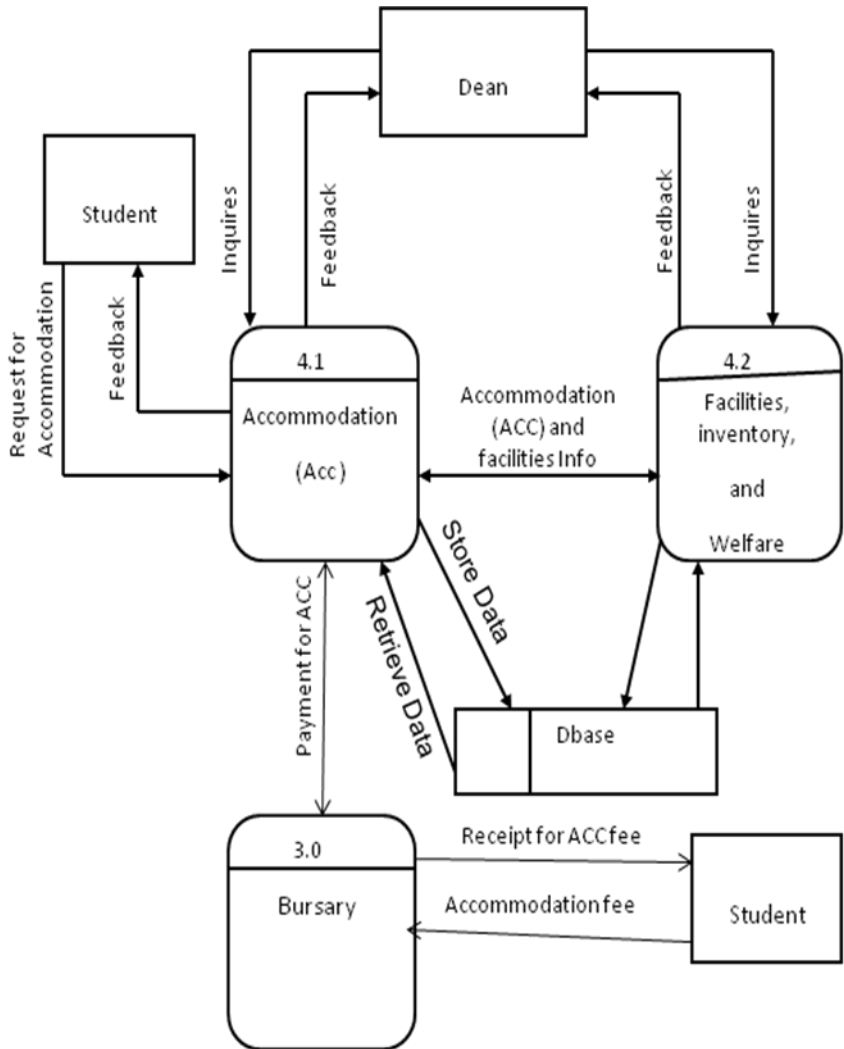 Dean
Student
Inquires
Feedback
Feedback
Inquires
Request for
Accommodation
Feedback
4.1
Accommodation
(Acc)
Accommodation
(ACC) and
facilities Info
4.2
Facilities,
inventory,
and
Welfare
Store Data
Retrieve Data
Payment for ACC
Dbase
3.0
Bursary
Receipt for ACC fee
Accommodation fee
Student